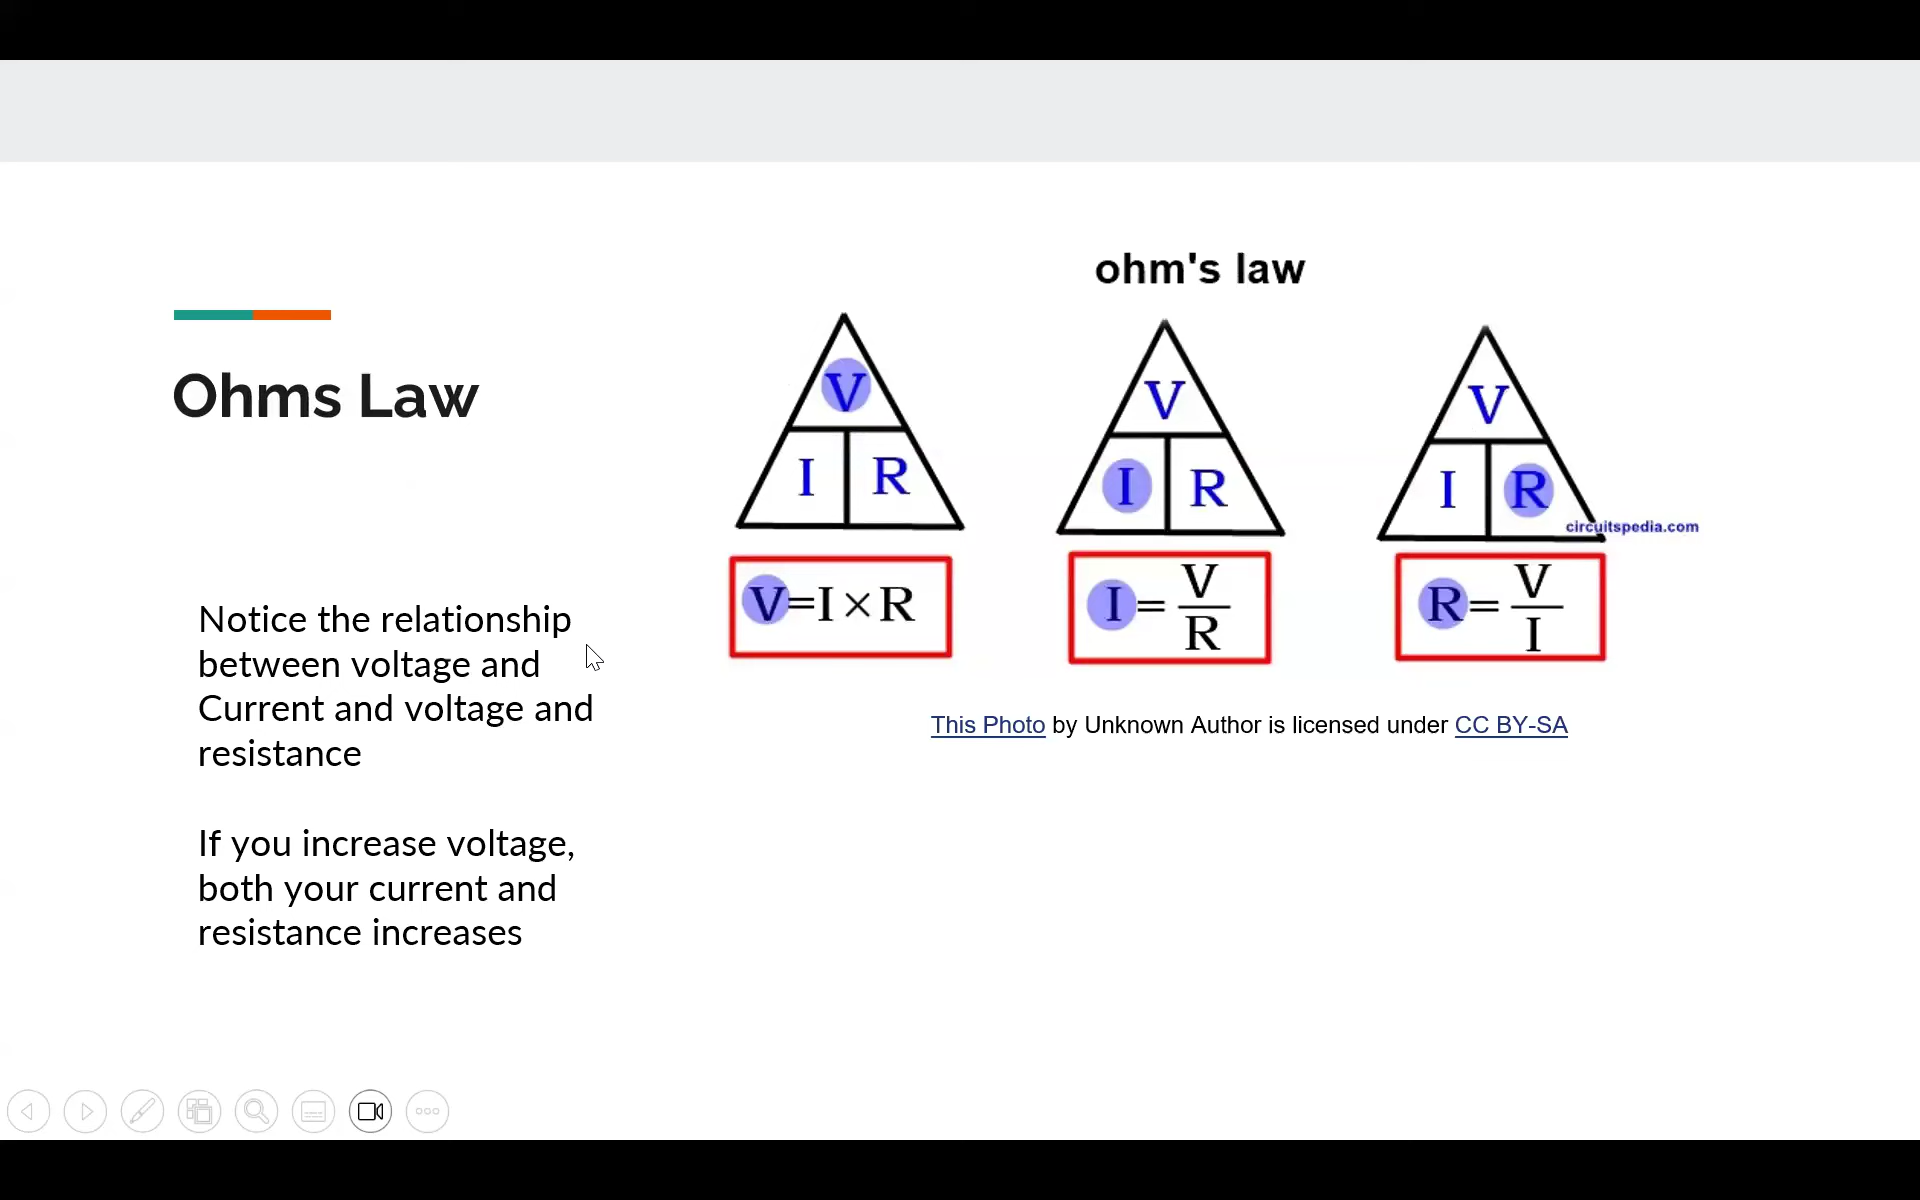 Ohms Law
Notice the relationship
between voltage and
Current and voltage and
resistance
If you increase voltage,
both your current and
resistance increases
ohm's law
V
I R
V
I R
V
I R
circuitspedia.com
V=I×R
I=V/R
R=V/I
This Photo by Unknown Author is licensed under CC BY-SA